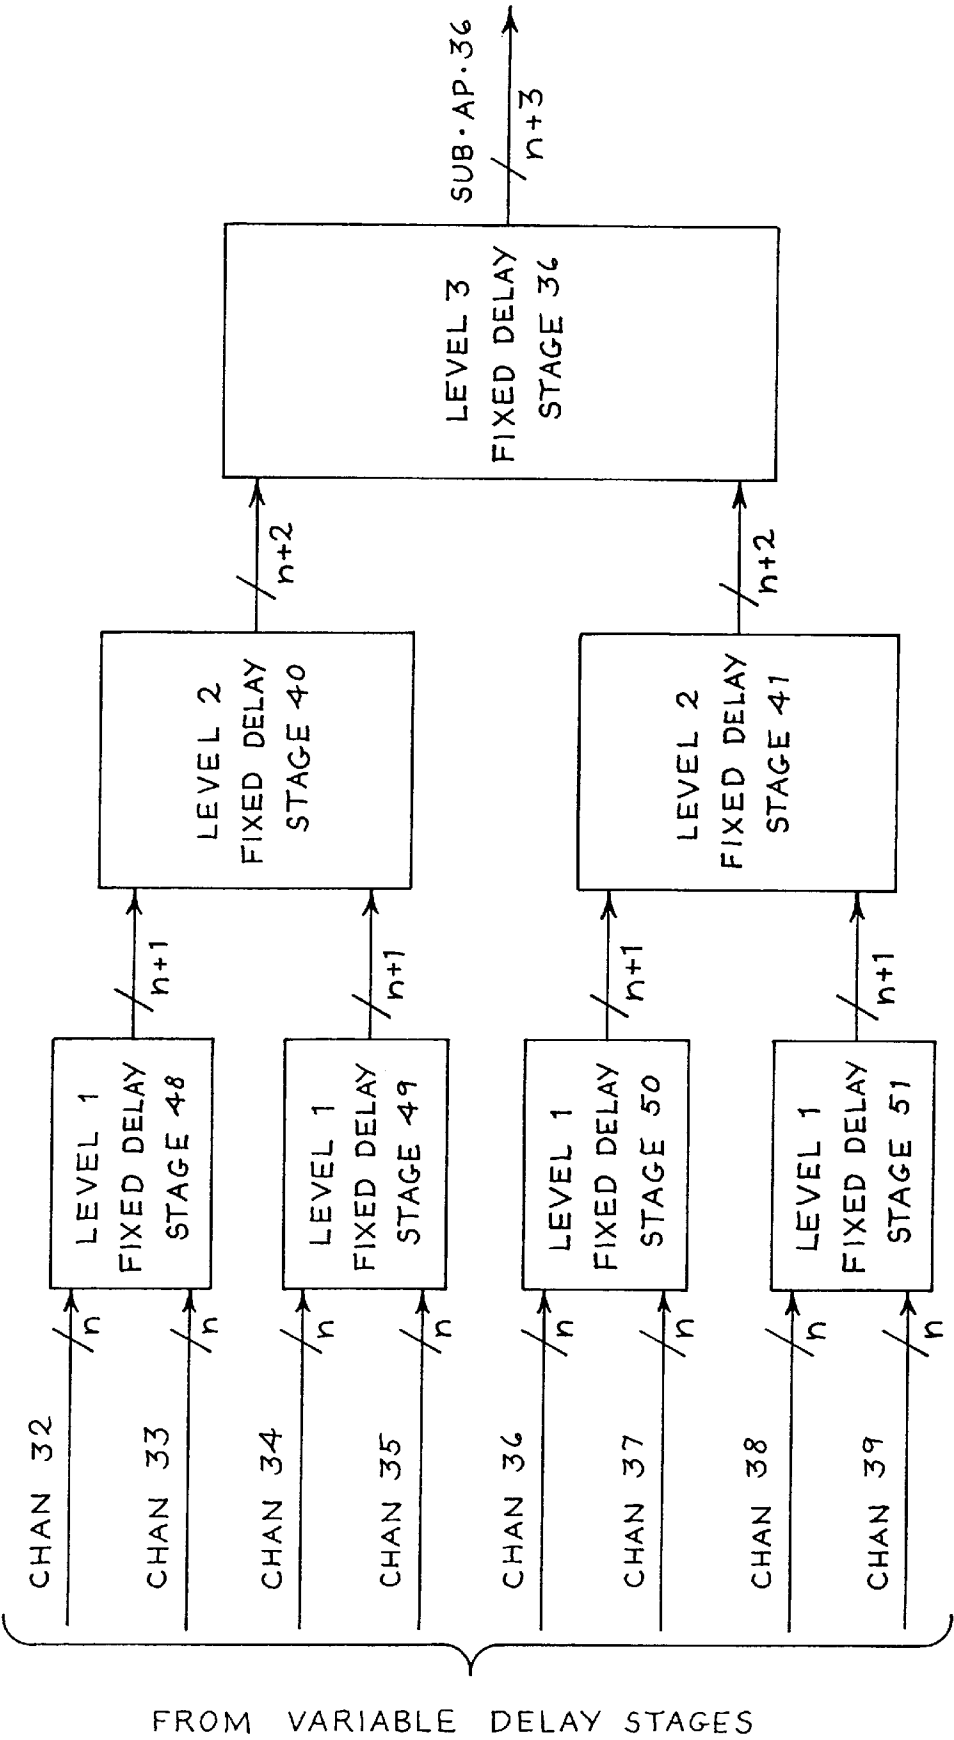 CHAN 32
CHAN 33
CHAN 34
CHAN 35
CHAN 36
CHAN 37
CHAN 38
CHAN 39
n
n
n
n
n
n
n
n
LEVEL 1
FIXED DELAY
STAGE 48
LEVEL 1
FIXED DELAY
STAGE 49
LEVEL 1
FIXED DELAY
STAGE 50
LEVEL 1
FIXED DELAY
STAGE 51
n+1
n+1
n+1
n+1
LEVEL 2
FIXED DELAY
STAGE 40
LEVEL 2
FIXED DELAY
STAGE 41
n+2
n+2
LEVEL 3
FIXED DELAY
STAGE 36
SUB·AP·36
n+3
FROM VARIABLE DELAY STAGES